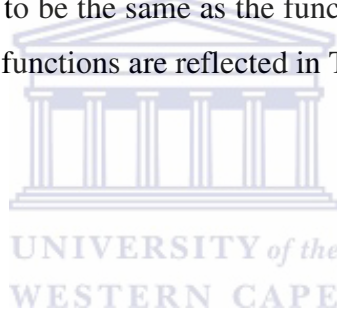 to be the same as the func
functions are reflected in T
UNIVERSITY of the
WESTERN CAPE